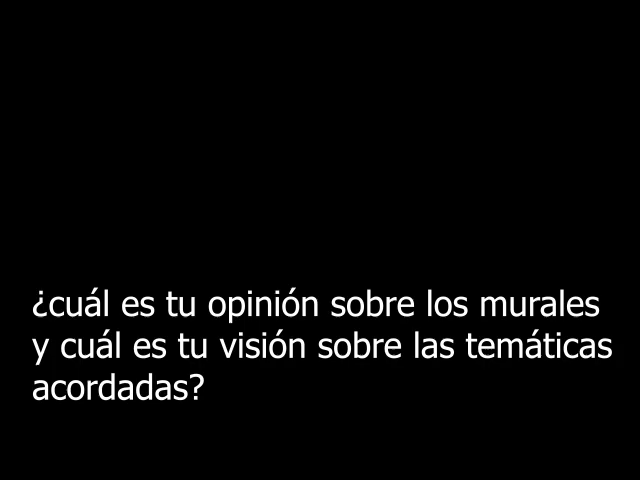 ¿cuál es tu opinión sobre los murales
y cuál es tu visión sobre las temáticas
acordadas?